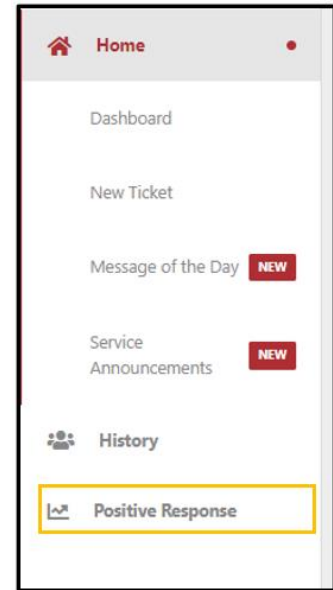 Home
Dashboard
New Ticket
Message of the Day NEW
Service
Announcements NEW
History
Positive Response